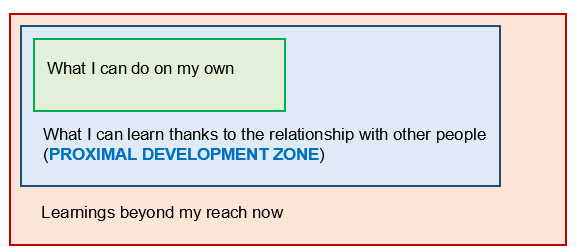 What I can do on my own
What I can learn thanks to the relationship with other people
(PROXIMAL DEVELOPMENT ZONE)
Learnings beyond my reach now